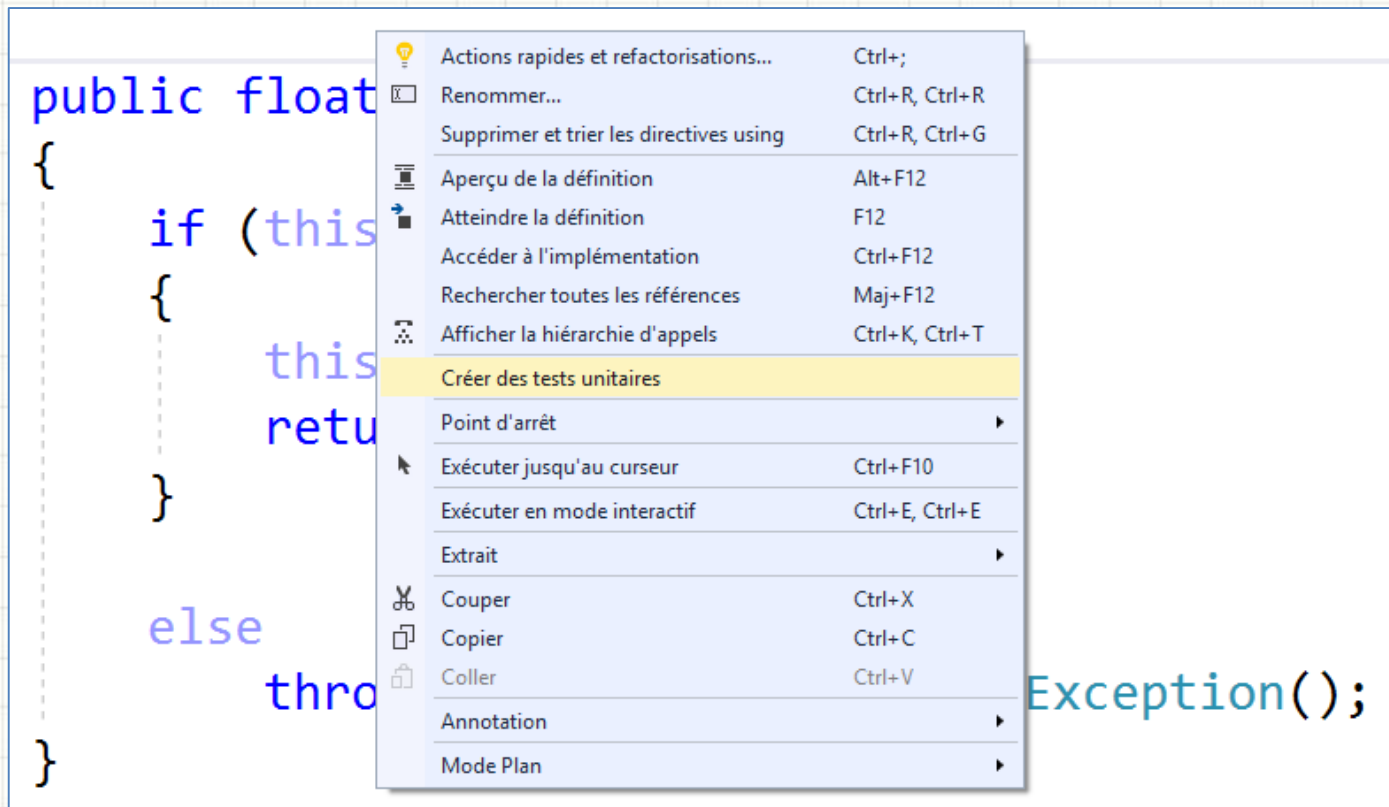 public float
{
if (this
{
this
retu
}
else
thro Exception();
}
Actions rapides et refactorisations... Ctrl+;
Renommer... Ctrl+R, Ctrl+R
Supprimer et trier les directives using Ctrl+R, Ctrl+G
Aperçu de la définition Alt+F12
Atteindre la définition F12
Accéder à l'implémentation Ctrl+F12
Rechercher toutes les références Maj+F12
Afficher la hiérarchie d'appels Ctrl+K, Ctrl+T
Créer des tests unitaires
Point d'arrêt
Exécuter jusqu'au curseur Ctrl+F10
Exécuter en mode interactif Ctrl+E, Ctrl+E
Extrait
Couper Ctrl+X
Copier Ctrl+C
Coller Ctrl+V
Annotation
Mode Plan